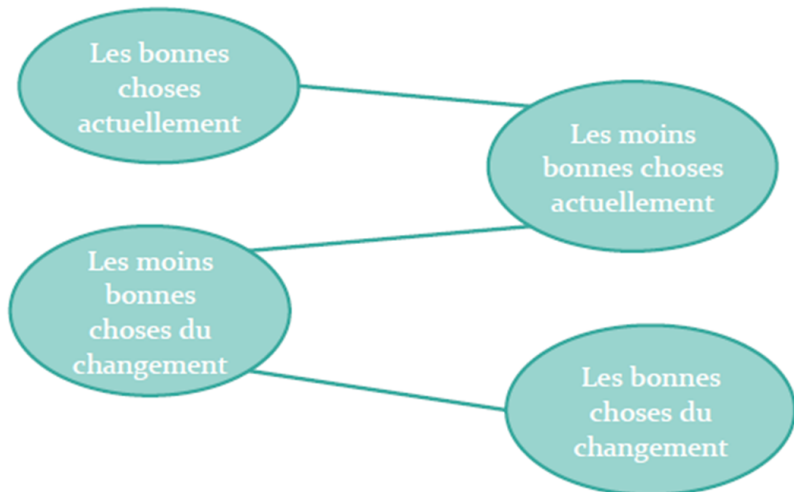 Les bonnes
choses
actuellement
Les moins
bonnes choses
actuellement
Les moins
bonnes
choses du
changement
Les bonnes
choses du
changement